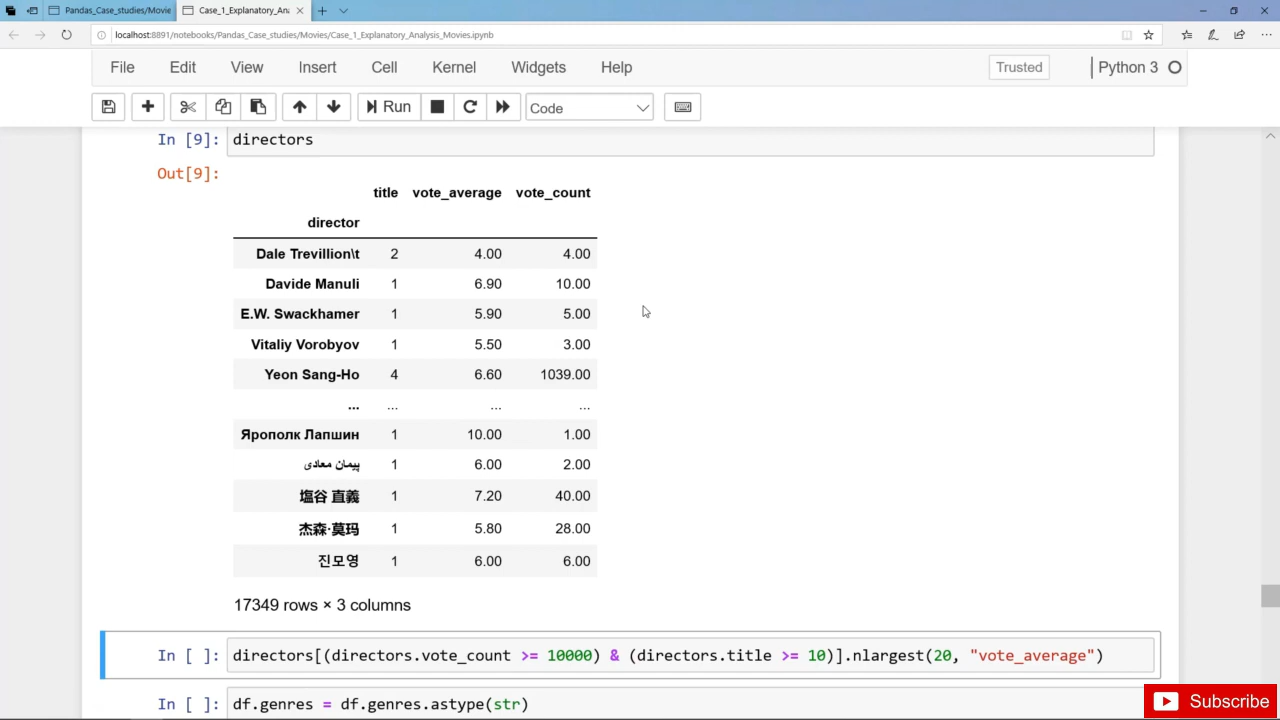 Pandas_Case_studies/Movie
Case_1_Explanatory_Ana
localhost:8891/notebooks/Pandas_Case_studies/Movies/Case_1_Explanatory_Analysis_Movies.ipynb
File Edit View Insert Cell Kernel Widgets Help Trusted Python 3
Run Code
In [9]: directors
Out[9]:
title vote_average vote_count
director
Dale Trevillion\t 2 4.00 4.00
Davide Manuli 1 6.90 10.00
E.W. Swackhamer 1 5.90 5.00
Vitaliy Vorobyov 1 5.50 3.00
Yeon Sang-Ho 4 6.60 1039.00
... ... ... ...
Ярополк Лапшин 1 10.00 1.00
پیمان معادی 1 6.00 2.00
塩谷 直義 1 7.20 40.00
杰森·莫玛 1 5.80 28.00
진모영 1 6.00 6.00
17349 rows × 3 columns
In [ ]: directors[(directors.vote_count >= 10000) & (directors.title >= 10)].nlargest(20, "vote_average")
In [ ]: df.genres = df.genres.astype(str)
Subscribe